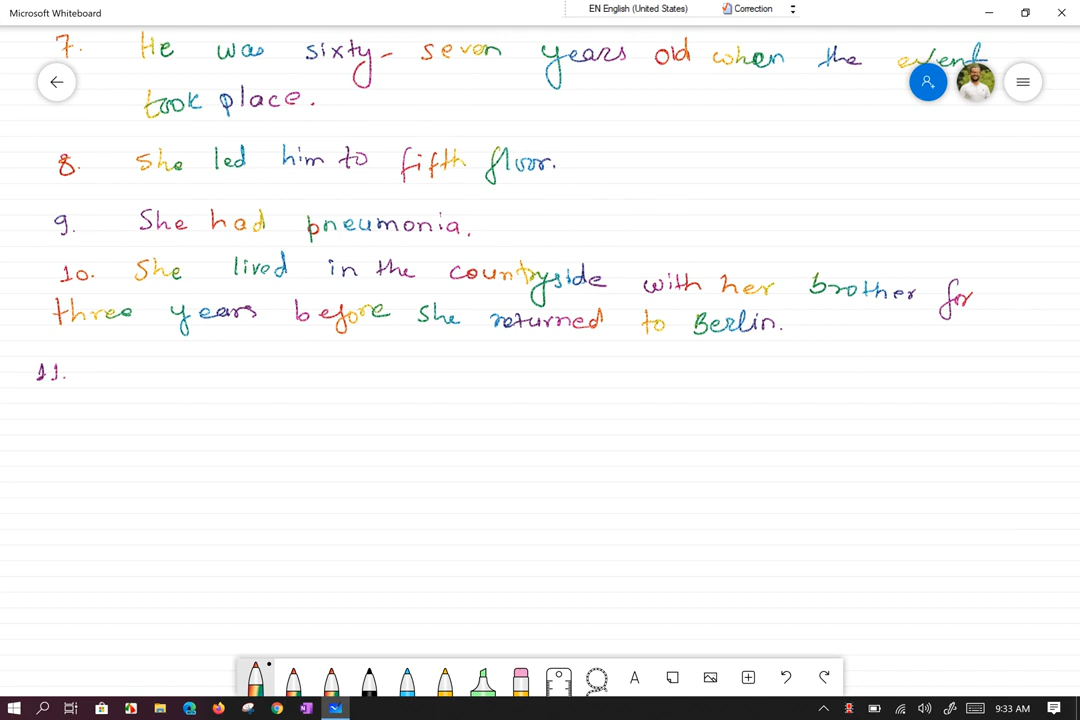 Microsoft Whiteboard
EN English (United States) Correction
7. He was sixty- seven years old when the event
took place.
8. She led him to fifth floor.
9. She had pneumonia.
10. She lived in the countryside with her brother for
three years before she returned to Berlin.
11.
9:33 AM